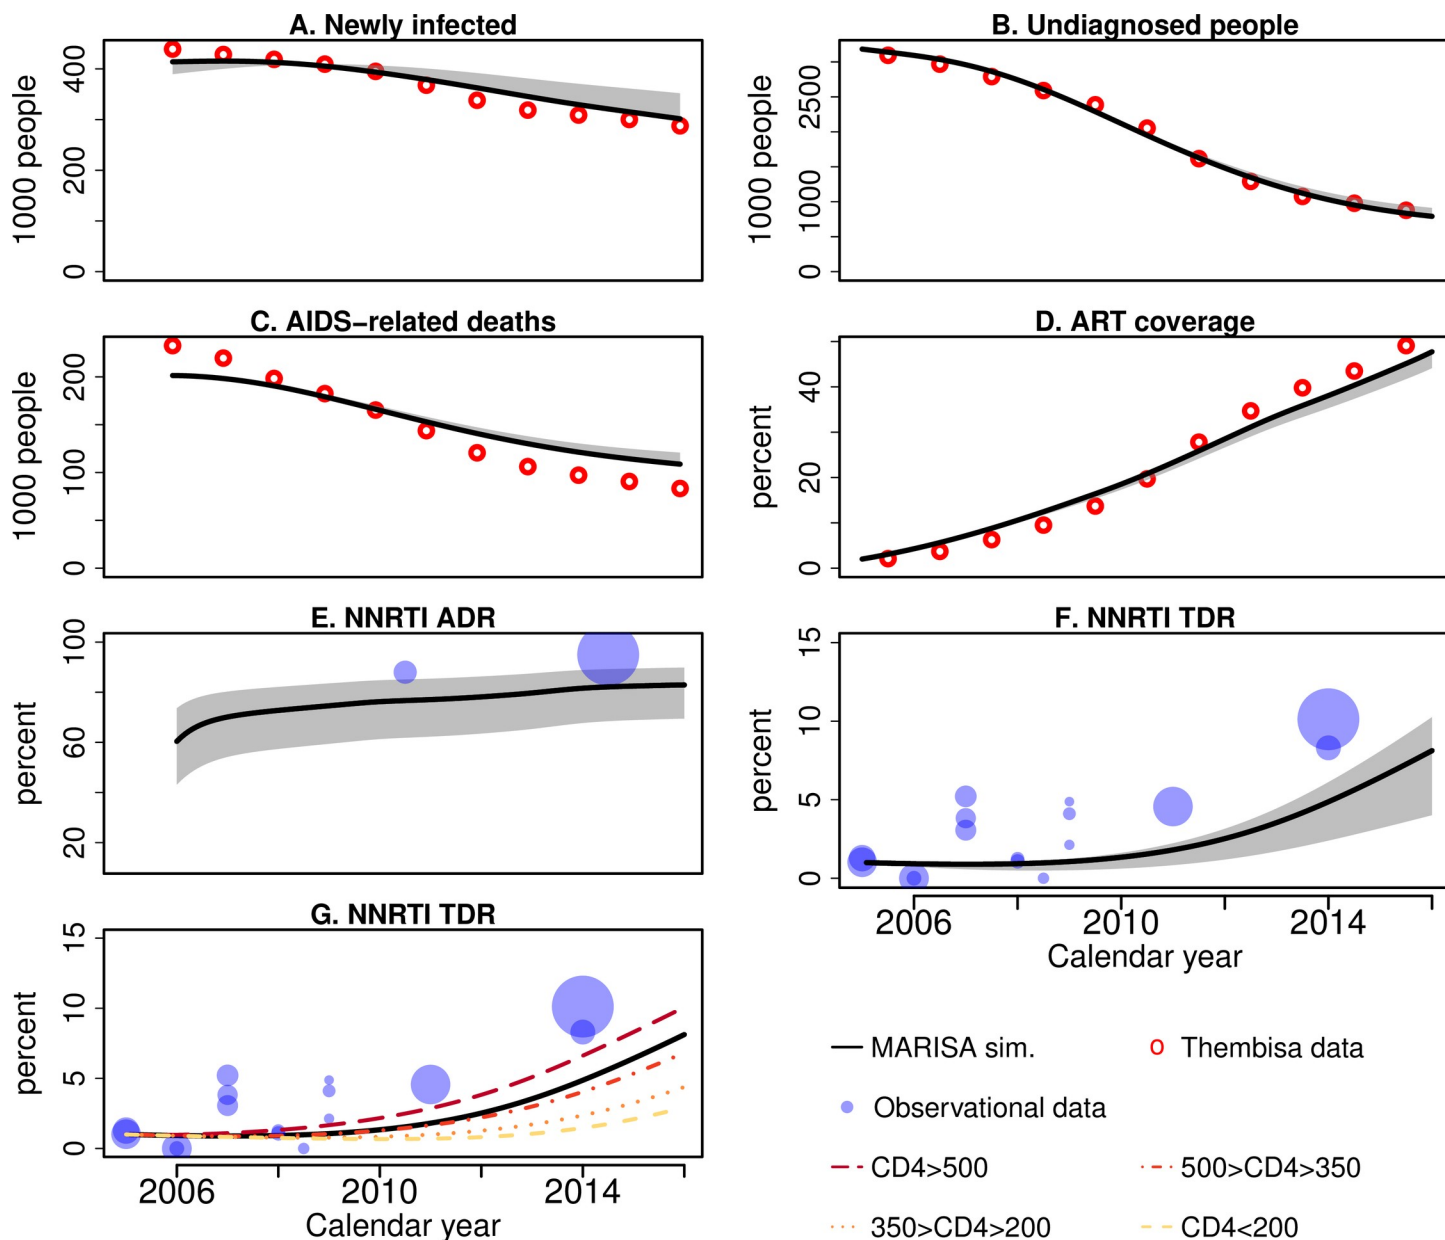 A. Newly infected
1000 people
0
200
400
B. Undiagnosed people
1000 people
0
1000
2500
C. AIDS−related deaths
1000 people
0
100
200
D. ART coverage
percent
0
20
40
E. NNRTI ADR
percent
20
60
100
F. NNRTI TDR
percent
0
5
10
15
2006 2010 2014
Calendar year
G. NNRTI TDR
percent
0
5
10
15
2006 2010 2014
Calendar year
MARISA sim. Thembisa data
Observational data
CD4>500 500>CD4>350
350>CD4>200 CD4<200